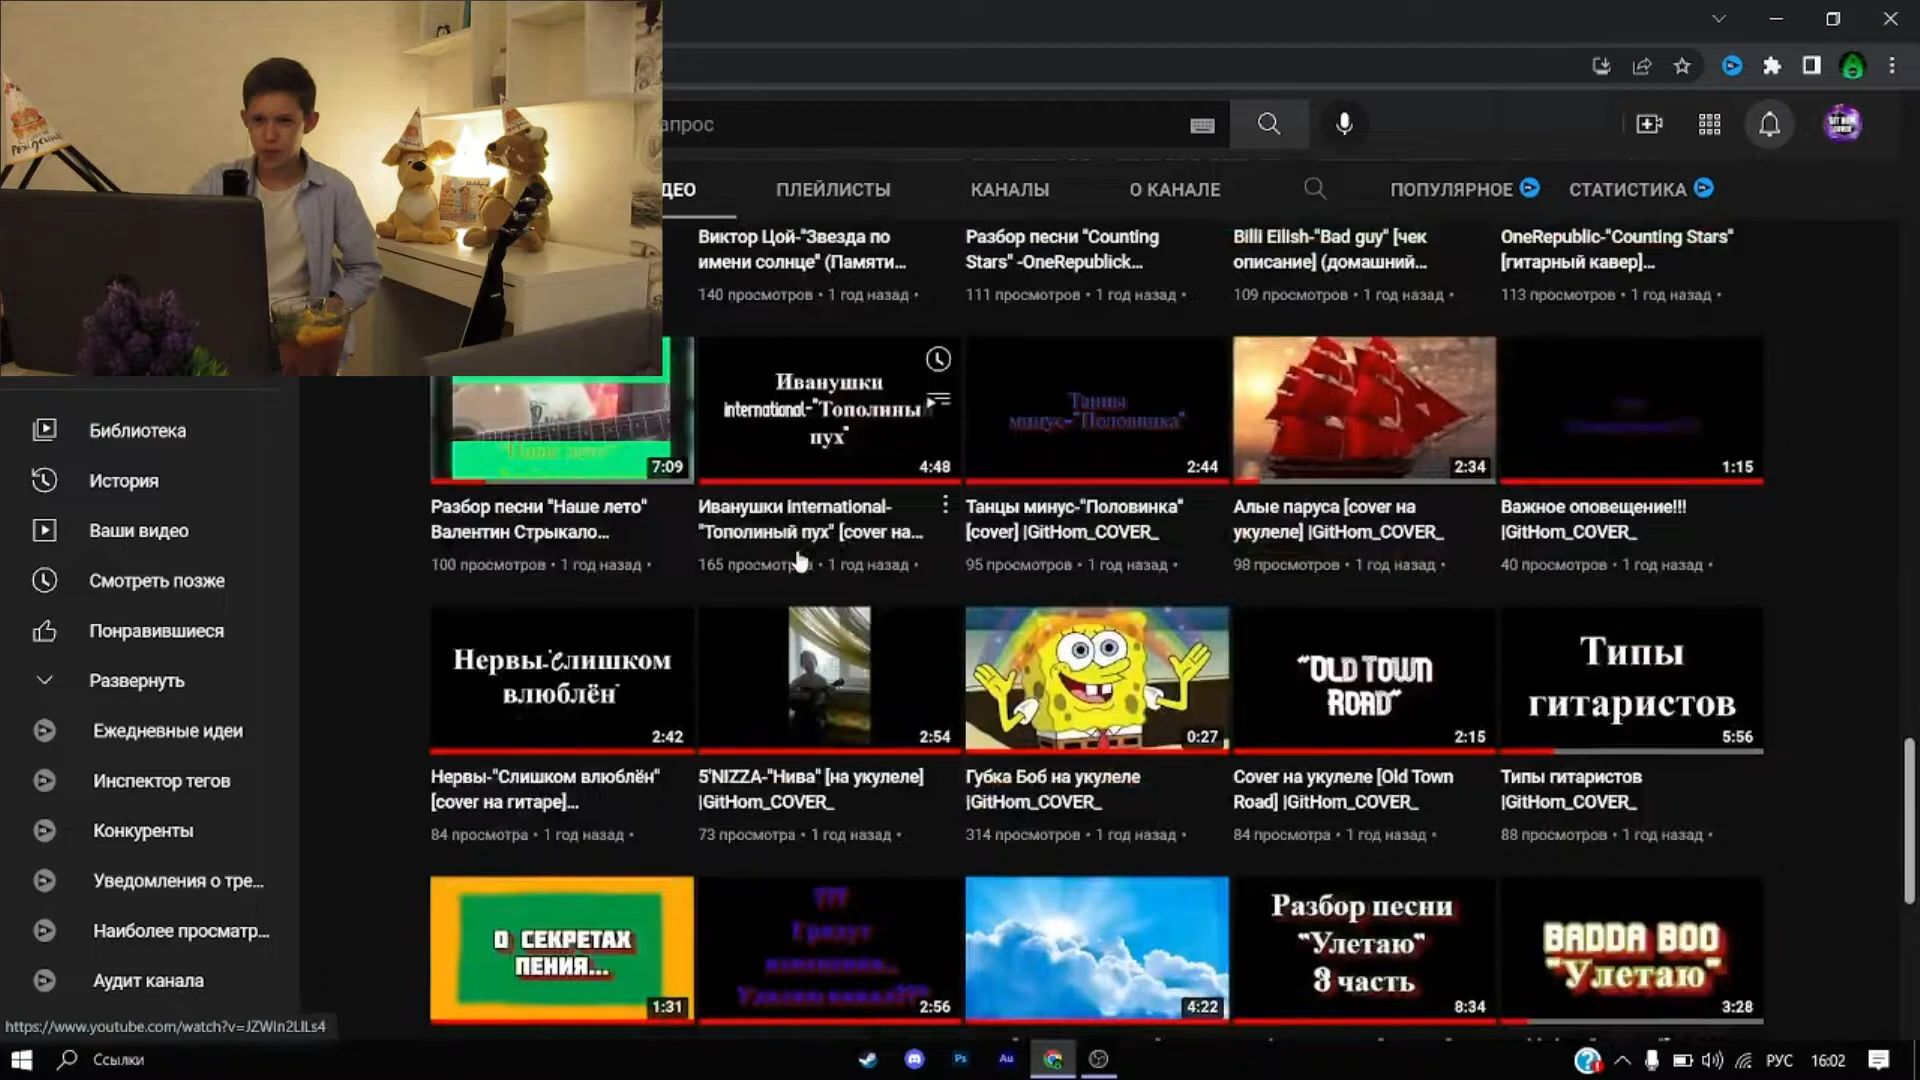 апрос
ДЕО
ПЛЕЙЛИСТЫ
КАНАЛЫ
О КАНАЛЕ
ПОПУЛЯРНОЕ
СТАТИСТИКА
Виктор Цой-"Звезда по
имени солнце" (Памяти...
140 просмотров • 1 год назад •
Разбор песни "Counting
Stars" -OneRepublick...
111 просмотров • 1 год назад •
Billi Eilish-"Bad guy" [чек
описание] (домашний...
109 просмотров • 1 год назад •
OneRepublic-"Counting Stars"
[гитарный кавер]...
113 просмотров • 1 год назад •
"Наше лето"
7:09
Иванушки
international-"Тополиный
пух"
4:48
Танцы
минус-"Половинка"
2:44
2:34
1:15
Разбор песни "Наше лето"
Валентин Стрыкало...
100 просмотров • 1 год назад •
Иванушки international-
"Тополиный пух" [cover на...
165 просмотров • 1 год назад •
Танцы минус-"Половинка"
[cover] |GitHom_COVER_
95 просмотров • 1 год назад •
Алые паруса [cover на
укулеле] |GitHom_COVER_
98 просмотров • 1 год назад •
Важное оповещение!!!
|GitHom_COVER_
40 просмотров • 1 год назад •
Библиотека
История
Ваши видео
Смотреть позже
Понравившиеся
Развернуть
Ежедневные идеи
Инспектор тегов
Конкуренты
Уведомления о тре...
Наиболее просматр...
Аудит канала
Нервы-"Слишком
влюблён"
2:42
2:54
0:27
"OLD TOWN
ROAD"
2:15
Типы
гитаристов
5:56
Нервы-"Слишком влюблён"
[cover на гитаре]...
84 просмотра • 1 год назад •
5'NIZZA-"Нива" [на укулеле]
|GitHom_COVER_
73 просмотра • 1 год назад •
Губка Боб на укулеле
|GitHom_COVER_
314 просмотров • 1 год назад •
Cover на укулеле [Old Town
Road] |GitHom_COVER_
84 просмотра • 1 год назад •
Типы гитаристов
|GitHom_COVER_
88 просмотров • 1 год назад •
О СЕКРЕТАХ
ПЕНИЯ...
1:31
???
Грядут
изменения...
Удаляю канал???
2:56
4:22
Разбор песни
"Улетаю"
3 часть
8:34
BADDA BOO
"Улетаю"
3:28
https://www.youtube.com/watch?v=JZWIn2LlLs4
Ссылки
Ps
Au
РУС
16:02